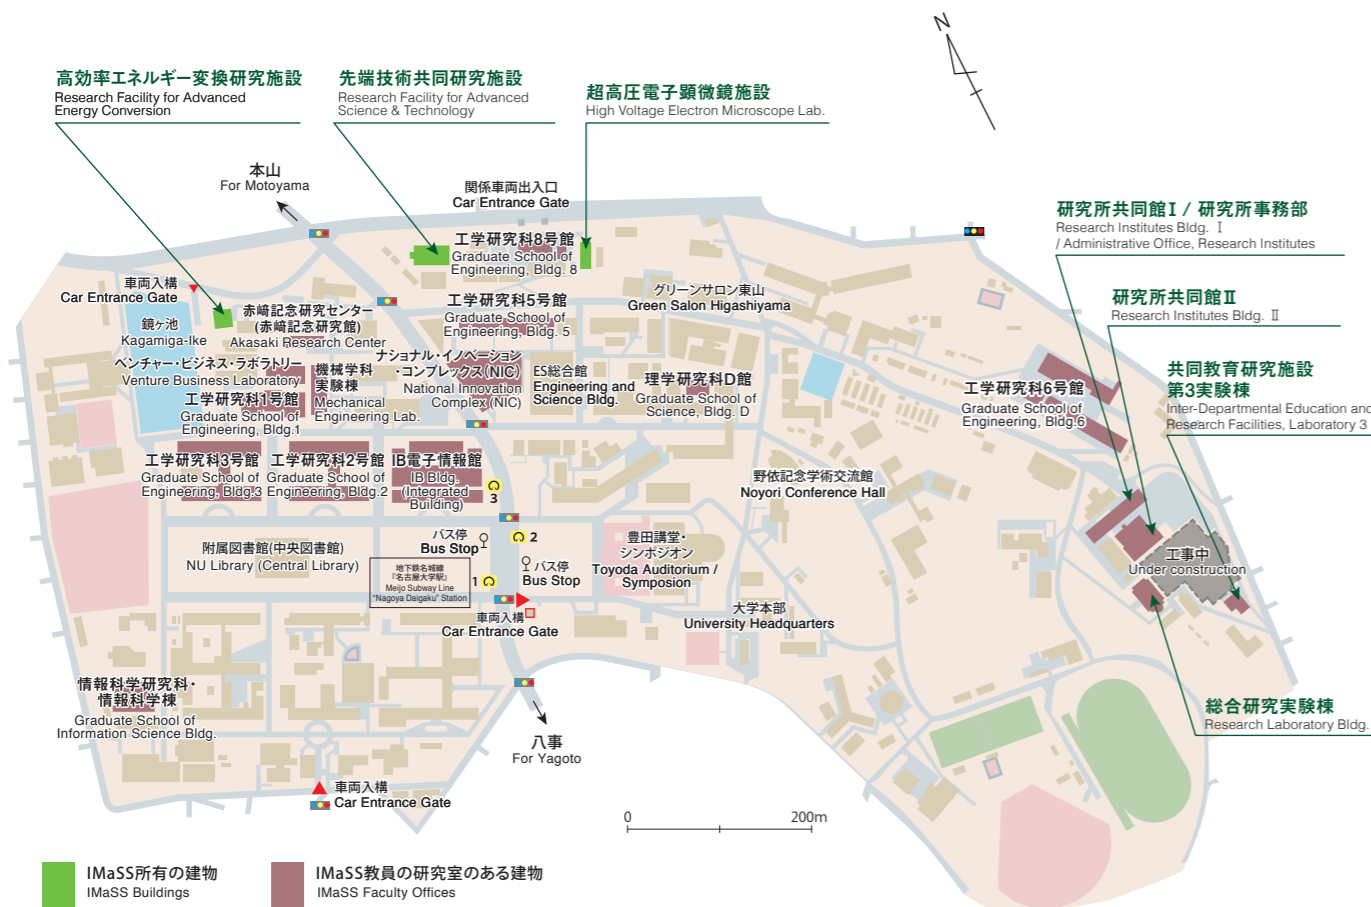 N
高効率エネルギー変換研究施設
Research Facility for Advanced
Energy Conversion
先端技術共同研究施設
Research Facility for Advanced
Science & Technology
超高圧電子顕微鏡施設
High Voltage Electron Microscope Lab.
本山
For Motoyama
関係車両出入口
Car Entrance Gate
研究所共同館Ⅰ / 研究所事務部
Research Institutes Bldg. Ⅰ
/ Administrative Office, Research Institutes
研究所共同館Ⅱ
Research Institutes Bldg. Ⅱ
共同教育研究施設
第3実験棟
Inter-Departmental Education and
Research Facilities, Laboratory 3
工学研究科8号館
Graduate School of
Engineering, Bldg. 8
車両入構
Car Entrance Gate
鏡ヶ池
Kagamiga-Ike
赤﨑記念研究センター
(赤﨑記念研究館)
Akasaki Research Center
工学研究科5号館
Graduate School of
Engineering, Bldg. 5
グリーンサロン東山
Green Salon Higashiyama
ベンチャー・ビジネス・ラボラトリー
Venture Business Laboratory
機械学科
実験棟
Mechanical
Engineering Lab.
ナショナル・イノベーション
・コンプレックス(NIC)
National Innovation
Complex (NIC)
ES総合館
Engineering and
Science Bldg.
理学研究科D館
Graduate School of
Science, Bldg. D
工学研究科6号館
Graduate School of
Engineering, Bldg.6
工学研究科1号館
Graduate School of
Engineering, Bldg.1
工学研究科3号館
Graduate School of
Engineering, Bldg.3
工学研究科2号館
Graduate School of
Engineering, Bldg.2
IB電子情報館
IB Bldg.
(Integrated
Building)
3
野依記念学術交流館
Noyori Conference Hall
附属図書館(中央図書館)
NU Library (Central Library)
バス停
Bus Stop
2
バス停
Bus Stop
地下鉄名城線
『名古屋大学駅』
Meijo Subway Line
"Nagoya Daigaku" Station
1
豊田講堂・
シンポジオン
Toyoda Auditorium /
Symposion
工事中
Under construction
車両入構
Car Entrance Gate
大学本部
University Headquarters
情報科学研究科・
情報科学棟
Graduate School of
Information Science Bldg.
八事
For Yagoto
総合研究実験棟
Research Laboratory Bldg.
車両入構
Car Entrance Gate
0
200m
IMaSS所有の建物
IMaSS Buildings
IMaSS教員の研究室のある建物
IMaSS Faculty Offices